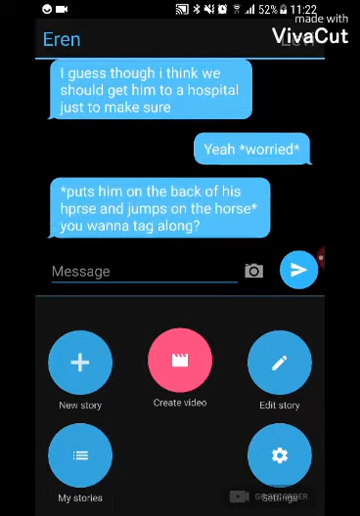 52% 11:22
made with
VivaCut
Eren
I guess though i think we
should get him to a hospital
just to make sure
Yeah *worried*
*puts him on the back of his
hprse and jumps on the horse*
you wanna tag along?
Message
New story
Create video
Edit story
My stories
Settings
RECORDER